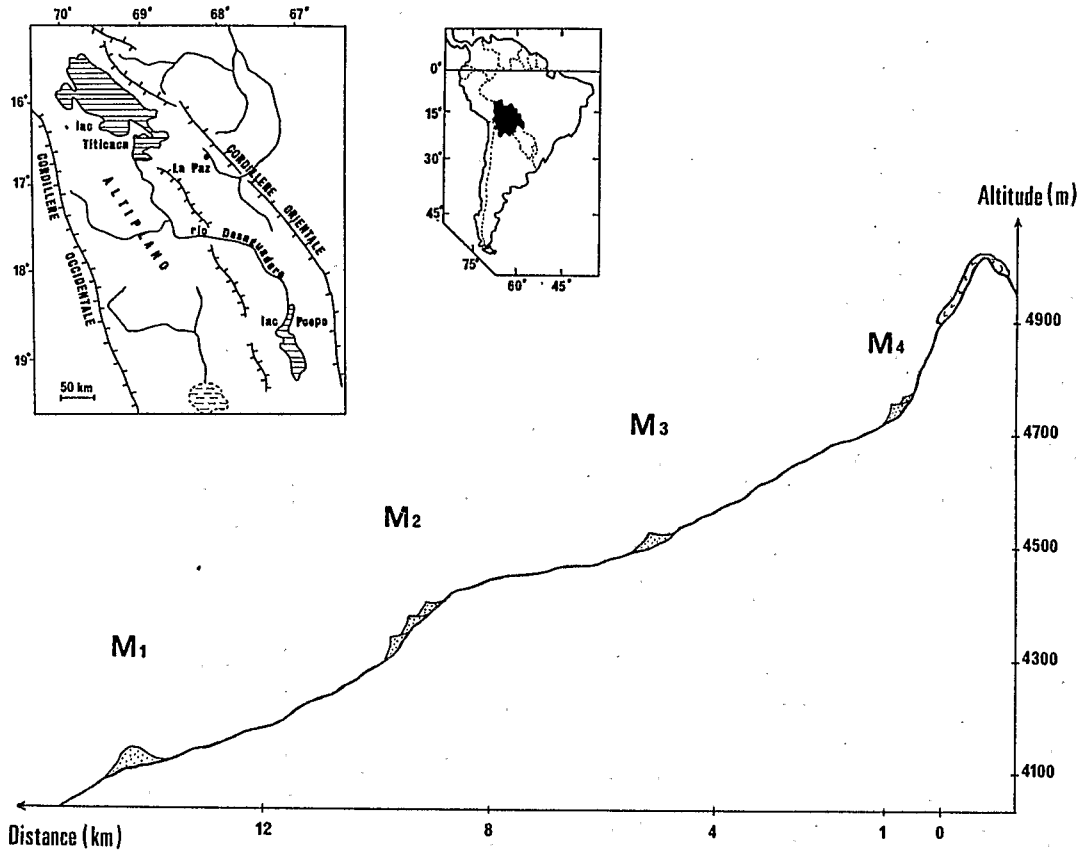 70° 69° 68° 67°
16°
17°
18°
19°
lac
Titicaca
La Paz
CORDILLÈRE
ORIENTALE
CORDILLÈRE
OCCIDENTALE
ALTIPLANO
rio Desaguadero
lac Poopo
50 km
0°
15°
30°
45°
75°
60° 45°
Altitude (m)
4900
4700
4500
4300
4100
M4
M3
M2
M1
12 8 4 1 0
Distance (km)